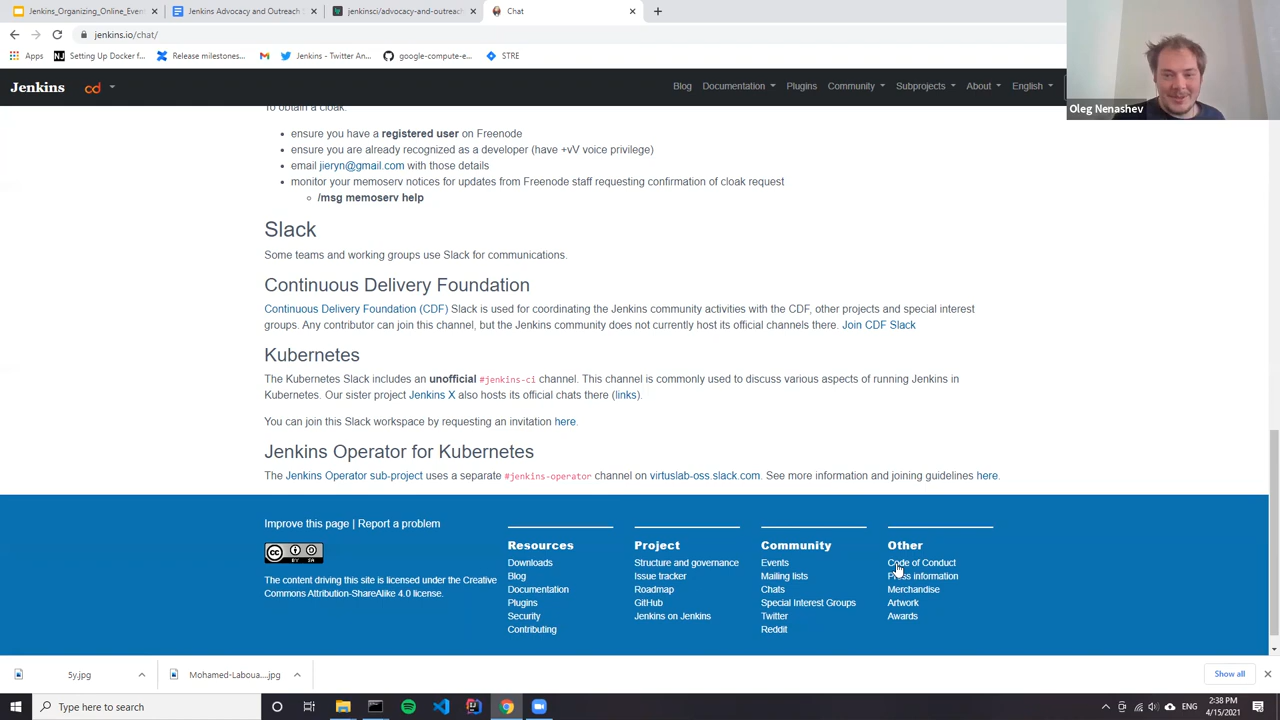 Jenkins_Organizing_Online_Event
Jenkins Advocacy and Outreach
jenkinsci/advocacy-and-outreach
Chat
jenkins.io/chat/
Apps
Setting Up Docker f...
Release milestones...
Jenkins - Twitter An...
google-compute-e...
STRE
Jenkins
cd
Blog
Documentation
Plugins
Community
Subprojects
About
English
Oleg Nenashev
To obtain a cloak:
ensure you have a registered user on Freenode
ensure you are already recognized as a developer (have +vV voice privilege)
email jieryn@gmail.com with those details
monitor your memoserv notices for updates from Freenode staff requesting confirmation of cloak request
/msg memoserv help
Slack
Some teams and working groups use Slack for communications.
Continuous Delivery Foundation
Continuous Delivery Foundation (CDF) Slack is used for coordinating the Jenkins community activities with the CDF, other projects and special interest
groups. Any contributor can join this channel, but the Jenkins community does not currently host its official channels there. Join CDF Slack
Kubernetes
The Kubernetes Slack includes an unofficial #jenkins-ci channel. This channel is commonly used to discuss various aspects of running Jenkins in
Kubernetes. Our sister project Jenkins X also hosts its official chats there (links).
You can join this Slack workspace by requesting an invitation here.
Jenkins Operator for Kubernetes
The Jenkins Operator sub-project uses a separate #jenkins-operator channel on virtuslab-oss.slack.com. See more information and joining guidelines here.
Improve this page | Report a problem
The content driving this site is licensed under the Creative
Commons Attribution-ShareAlike 4.0 license.
Resources
Downloads
Blog
Documentation
Plugins
Security
Contributing
Project
Structure and governance
Issue tracker
Roadmap
GitHub
Jenkins on Jenkins
Community
Events
Mailing lists
Chats
Special Interest Groups
Twitter
Reddit
Other
Code of Conduct
Press information
Merchandise
Artwork
Awards
5y.jpg
Mohamed-Laboua....jpg
Show all
Type here to search
ENG
2:38 PM
4/15/2021